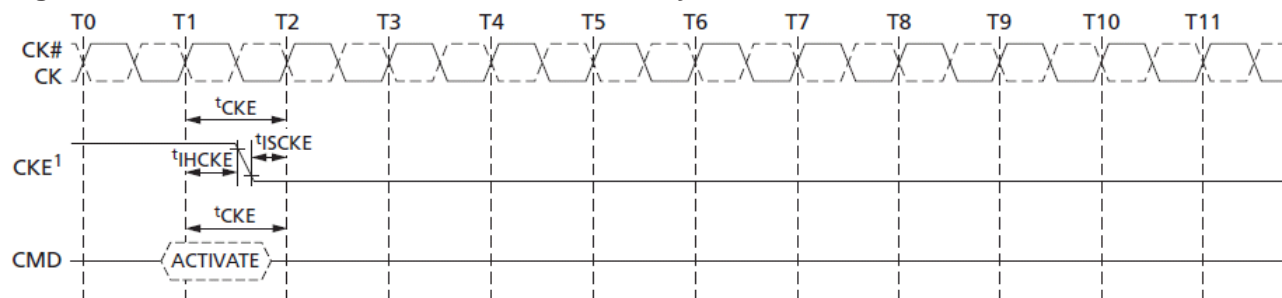 T0 T1 T2 T3 T4 T5 T6 T7 T8 T9 T10 T11
CK#
CK
tCKE
CKE1
tIHCKE
tISCKE
tCKE
CMD
ACTIVATE